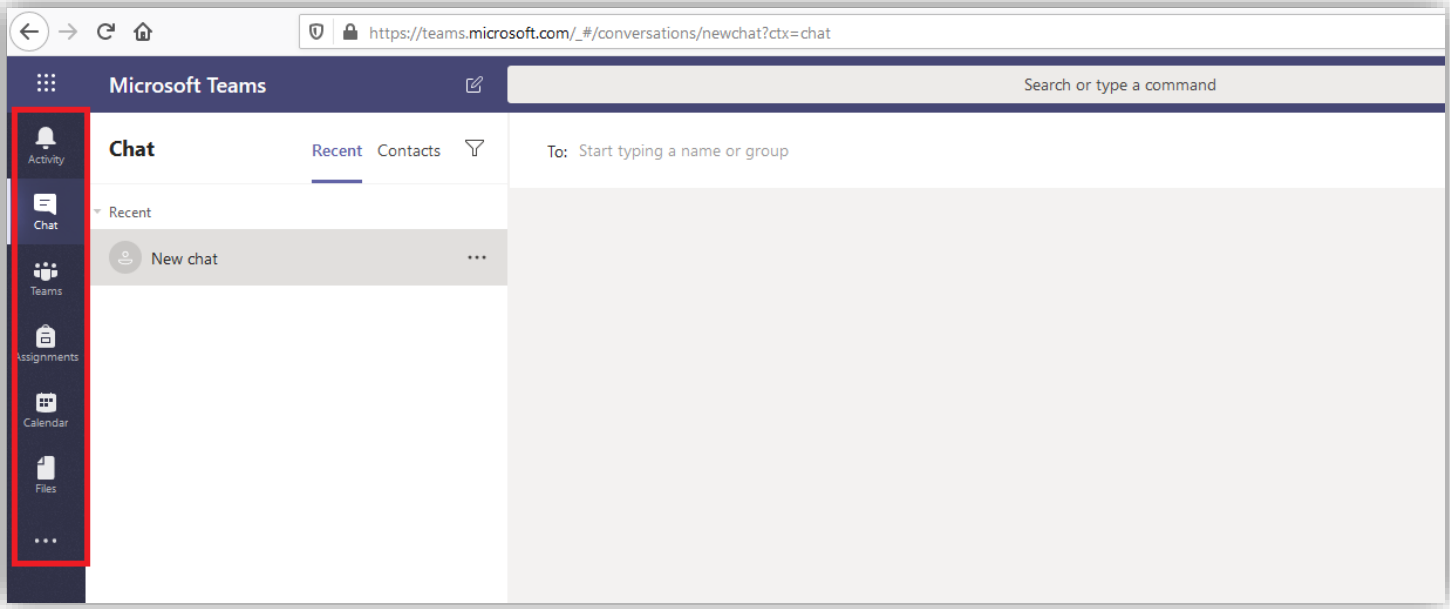 https://teams.microsoft.com/_#/conversations/newchat?ctx=chat
Microsoft Teams
Search or type a command
Activity
Chat
Teams
Assignments
Calendar
Files
Chat
Recent
Contacts
Recent
New chat
To: Start typing a name or group